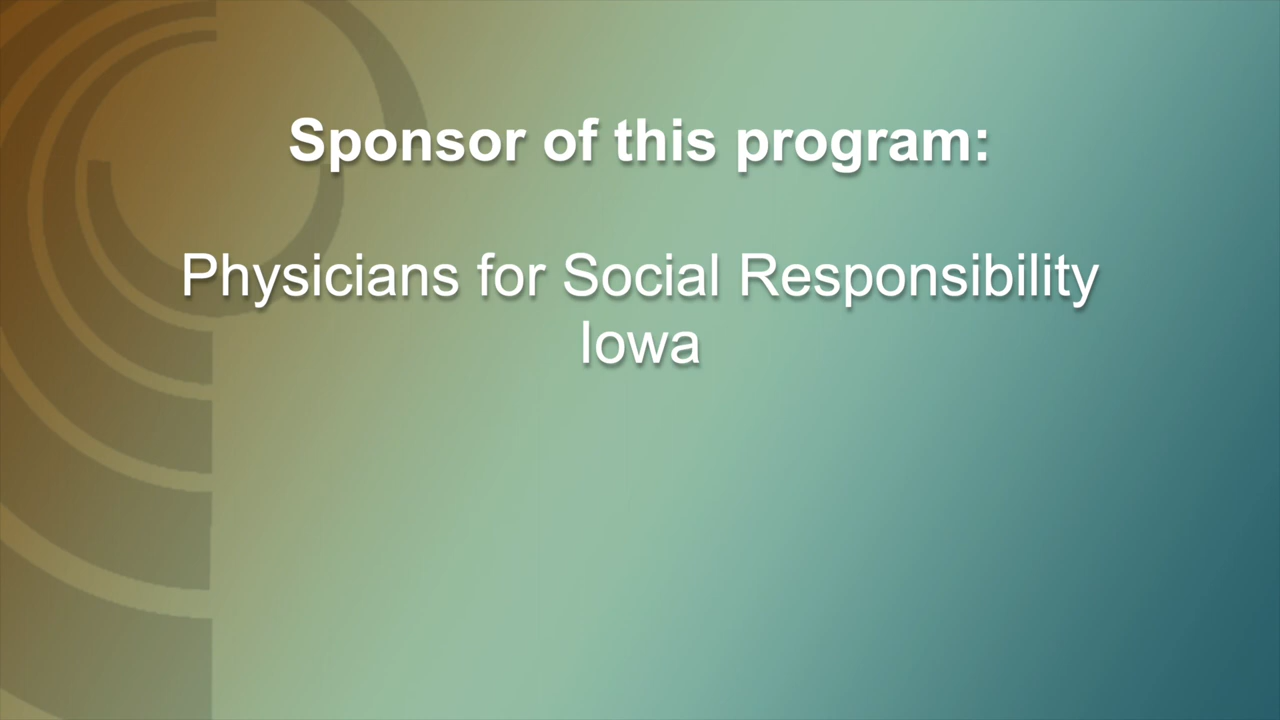 Sponsor of this program:
Physicians for Social Responsibility
Iowa